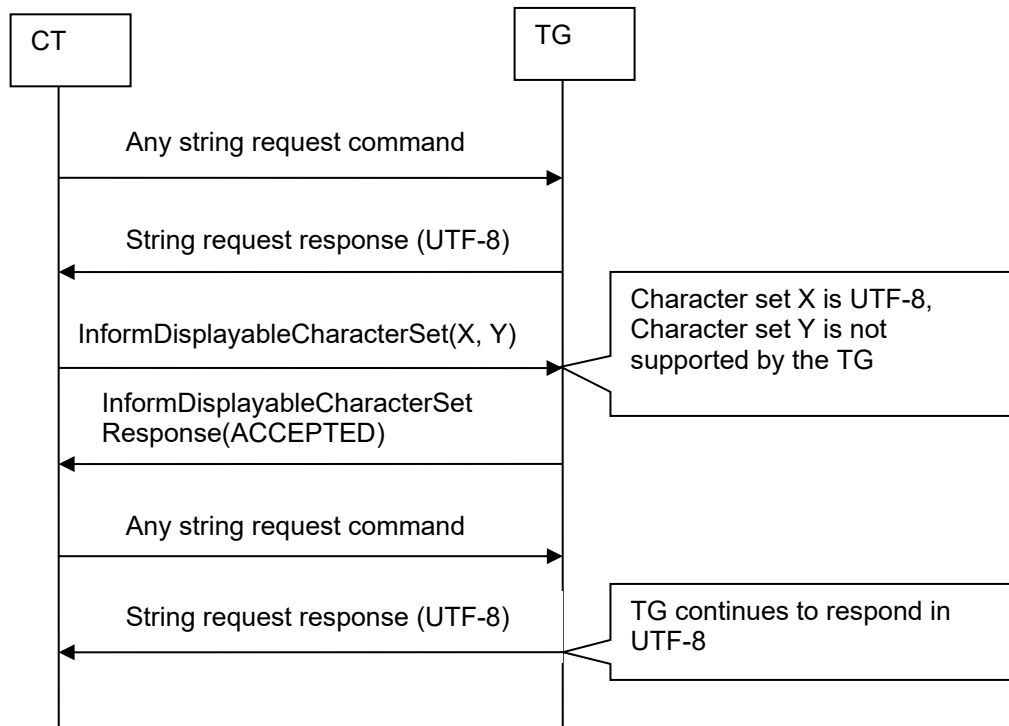 CT
TG
Any string request command
String request response (UTF-8)
Character set X is UTF-8,
Character set Y is not
supported by the TG
InformDisplayableCharacterSet(X, Y)
InformDisplayableCharacterSet
Response(ACCEPTED)
Any string request command
String request response (UTF-8)
TG continues to respond in
UTF-8